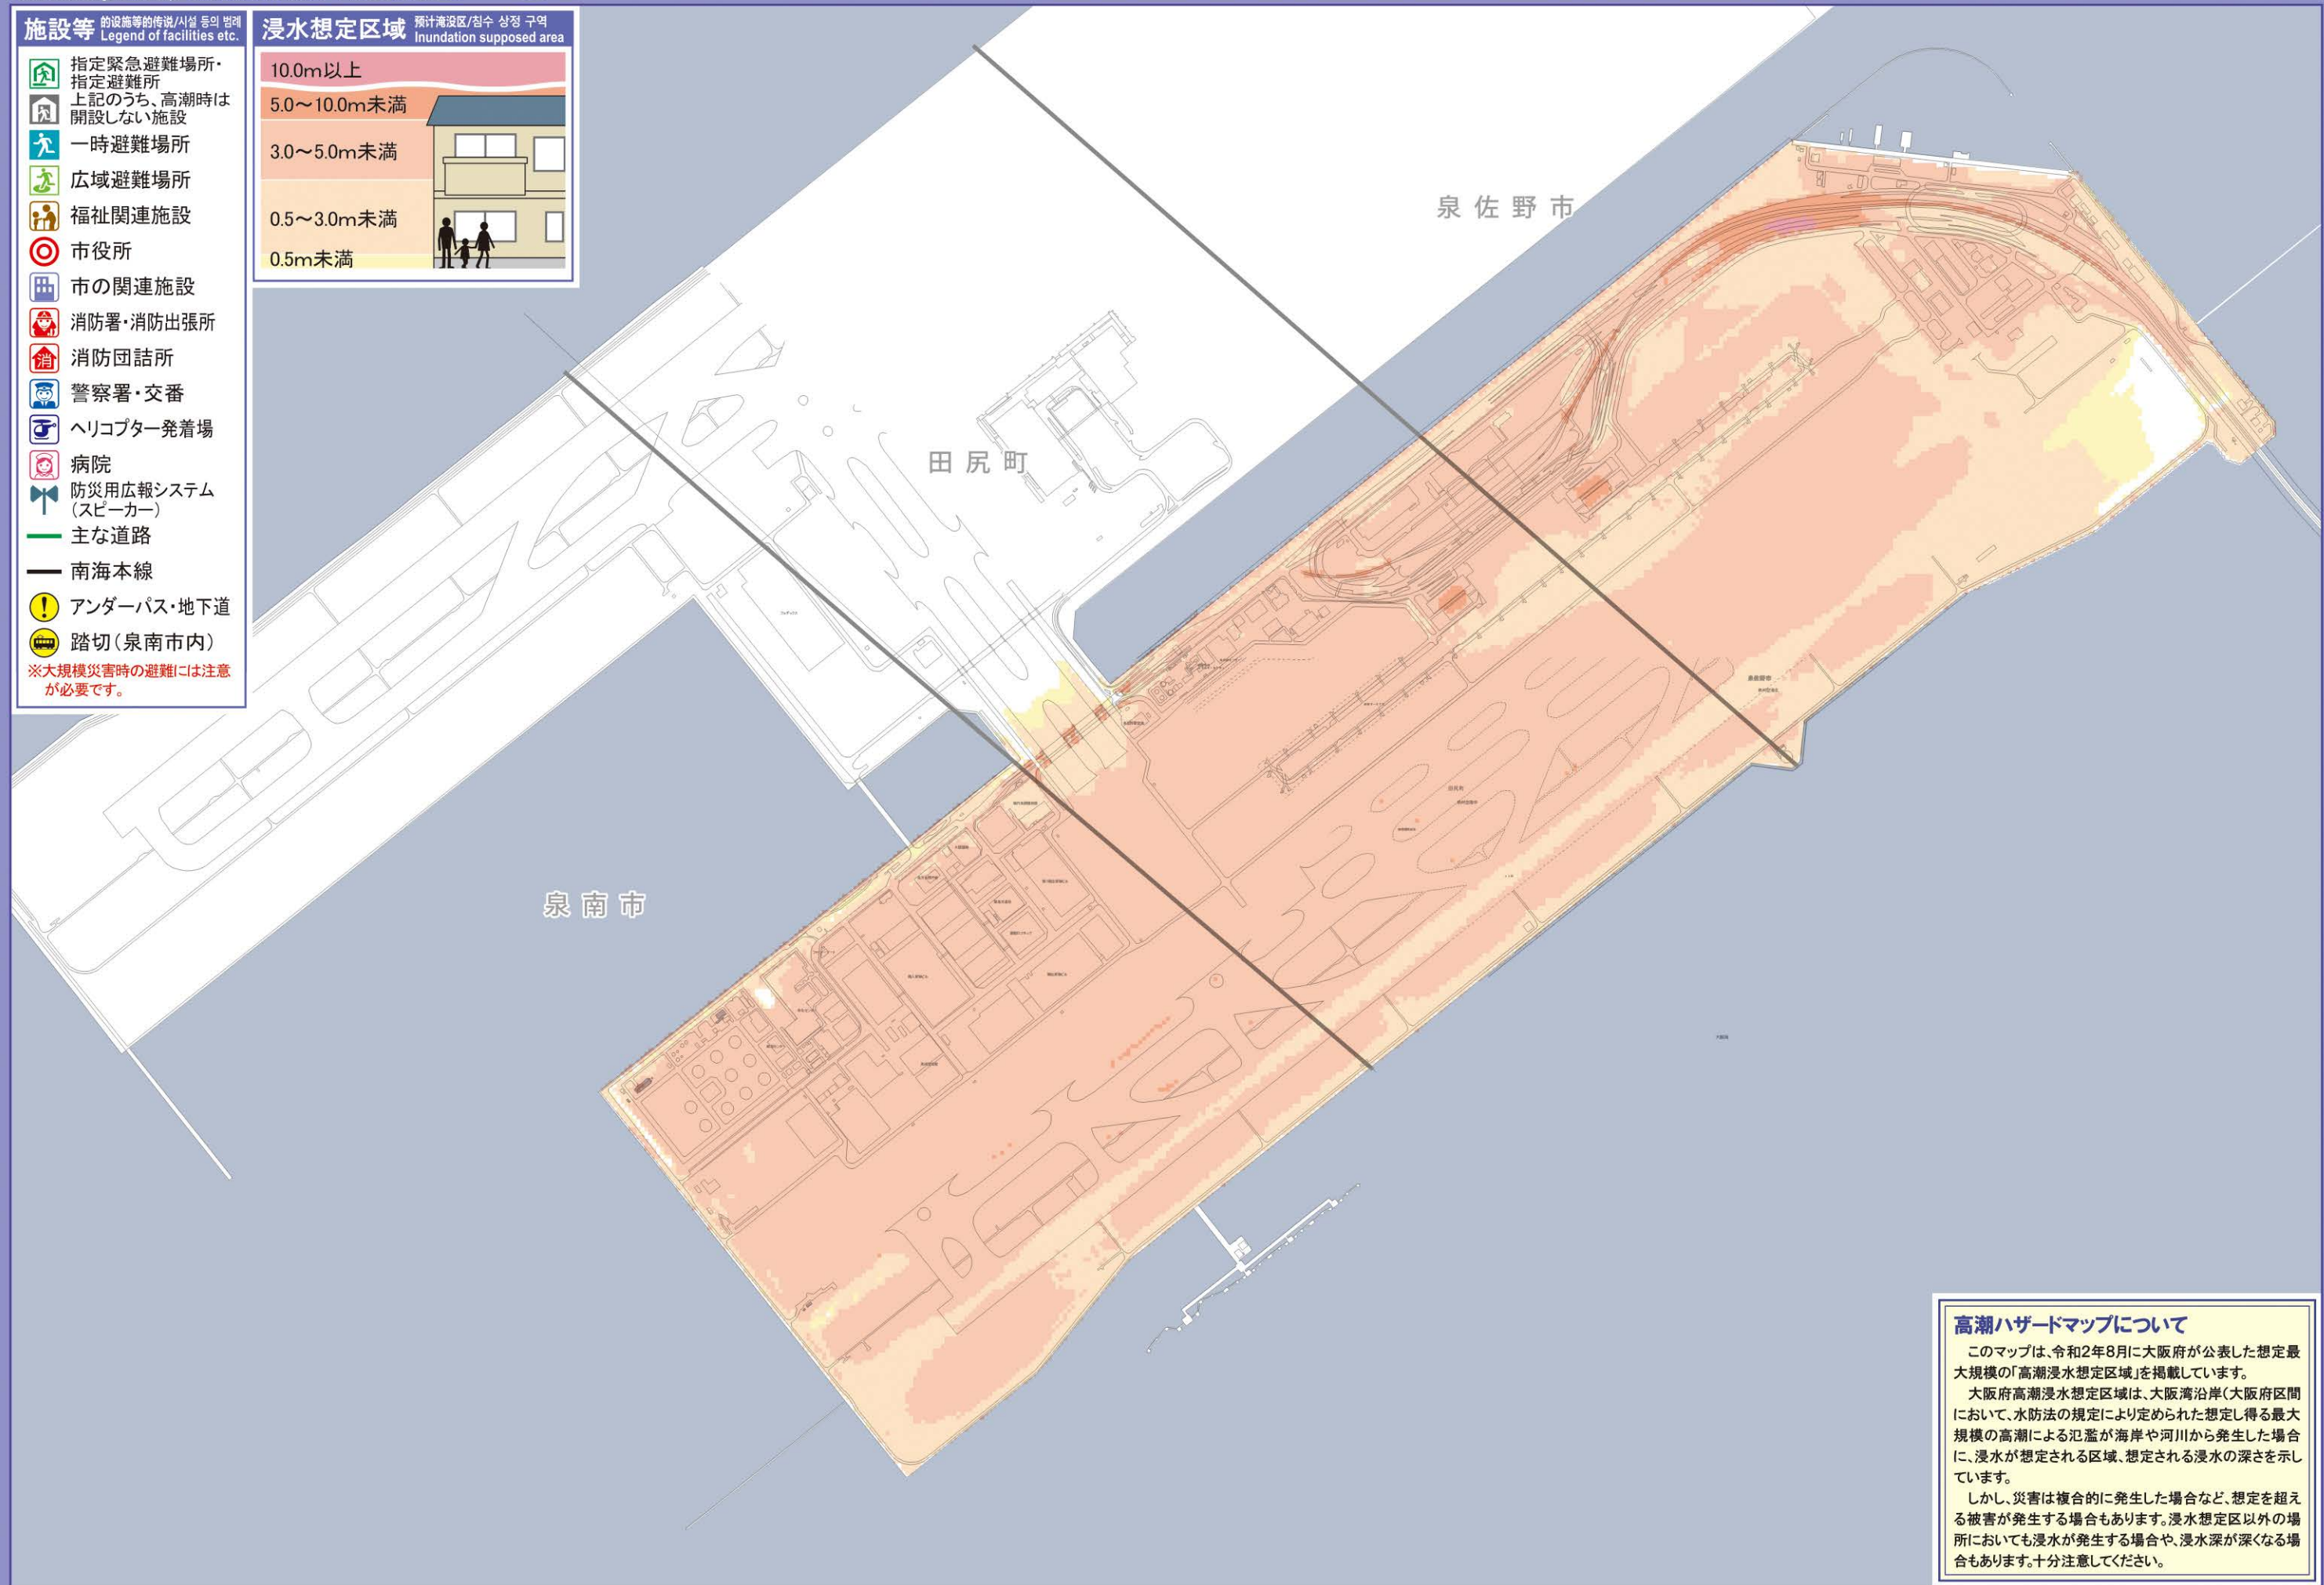 施設等 的设施等的传说/시설 등의 범례
Legend of facilities etc.
指定緊急避難場所・
指定避難所
上記のうち、高潮時は
開設しない施設
一時避難場所
広域避難場所
福祉関連施設
市役所
市の関連施設
消防署・消防出張所
消
消防団詰所
警察署・交番
ヘリコプター発着場
病院
防災用広報システム
（スピーカー）
主な道路
南海本線
アンダーパス・地下道
踏切（泉南市内）
※大規模災害時の避難には注意
が必要です。
浸水想定区域 预计淹没区/침수 상정 구역
Inundation supposed area
10.0m以上
5.0～10.0m未満
3.0～5.0m未満
0.5～3.0m未満
0.5m未満
泉佐野市
田尻町
泉南市
高潮ハザードマップについて
このマップは、令和2年8月に大阪府が公表した想定最
大規模の「高潮浸水想定区域」を掲載しています。
大阪府高潮浸水想定区域は、大阪湾沿岸（大阪府区間
において、水防法の規定により定められた想定し得る最大
規模の高潮による氾濫が海岸や河川から発生した場合
に、浸水が想定される区域、想定される浸水の深さを示し
ています。
しかし、災害は複合的に発生した場合など、想定を超え
る被害が発生する場合もあります。浸水想定区以外の場
所においても浸水が発生する場合や、浸水深が深くなる場
合もあります。十分注意してください。